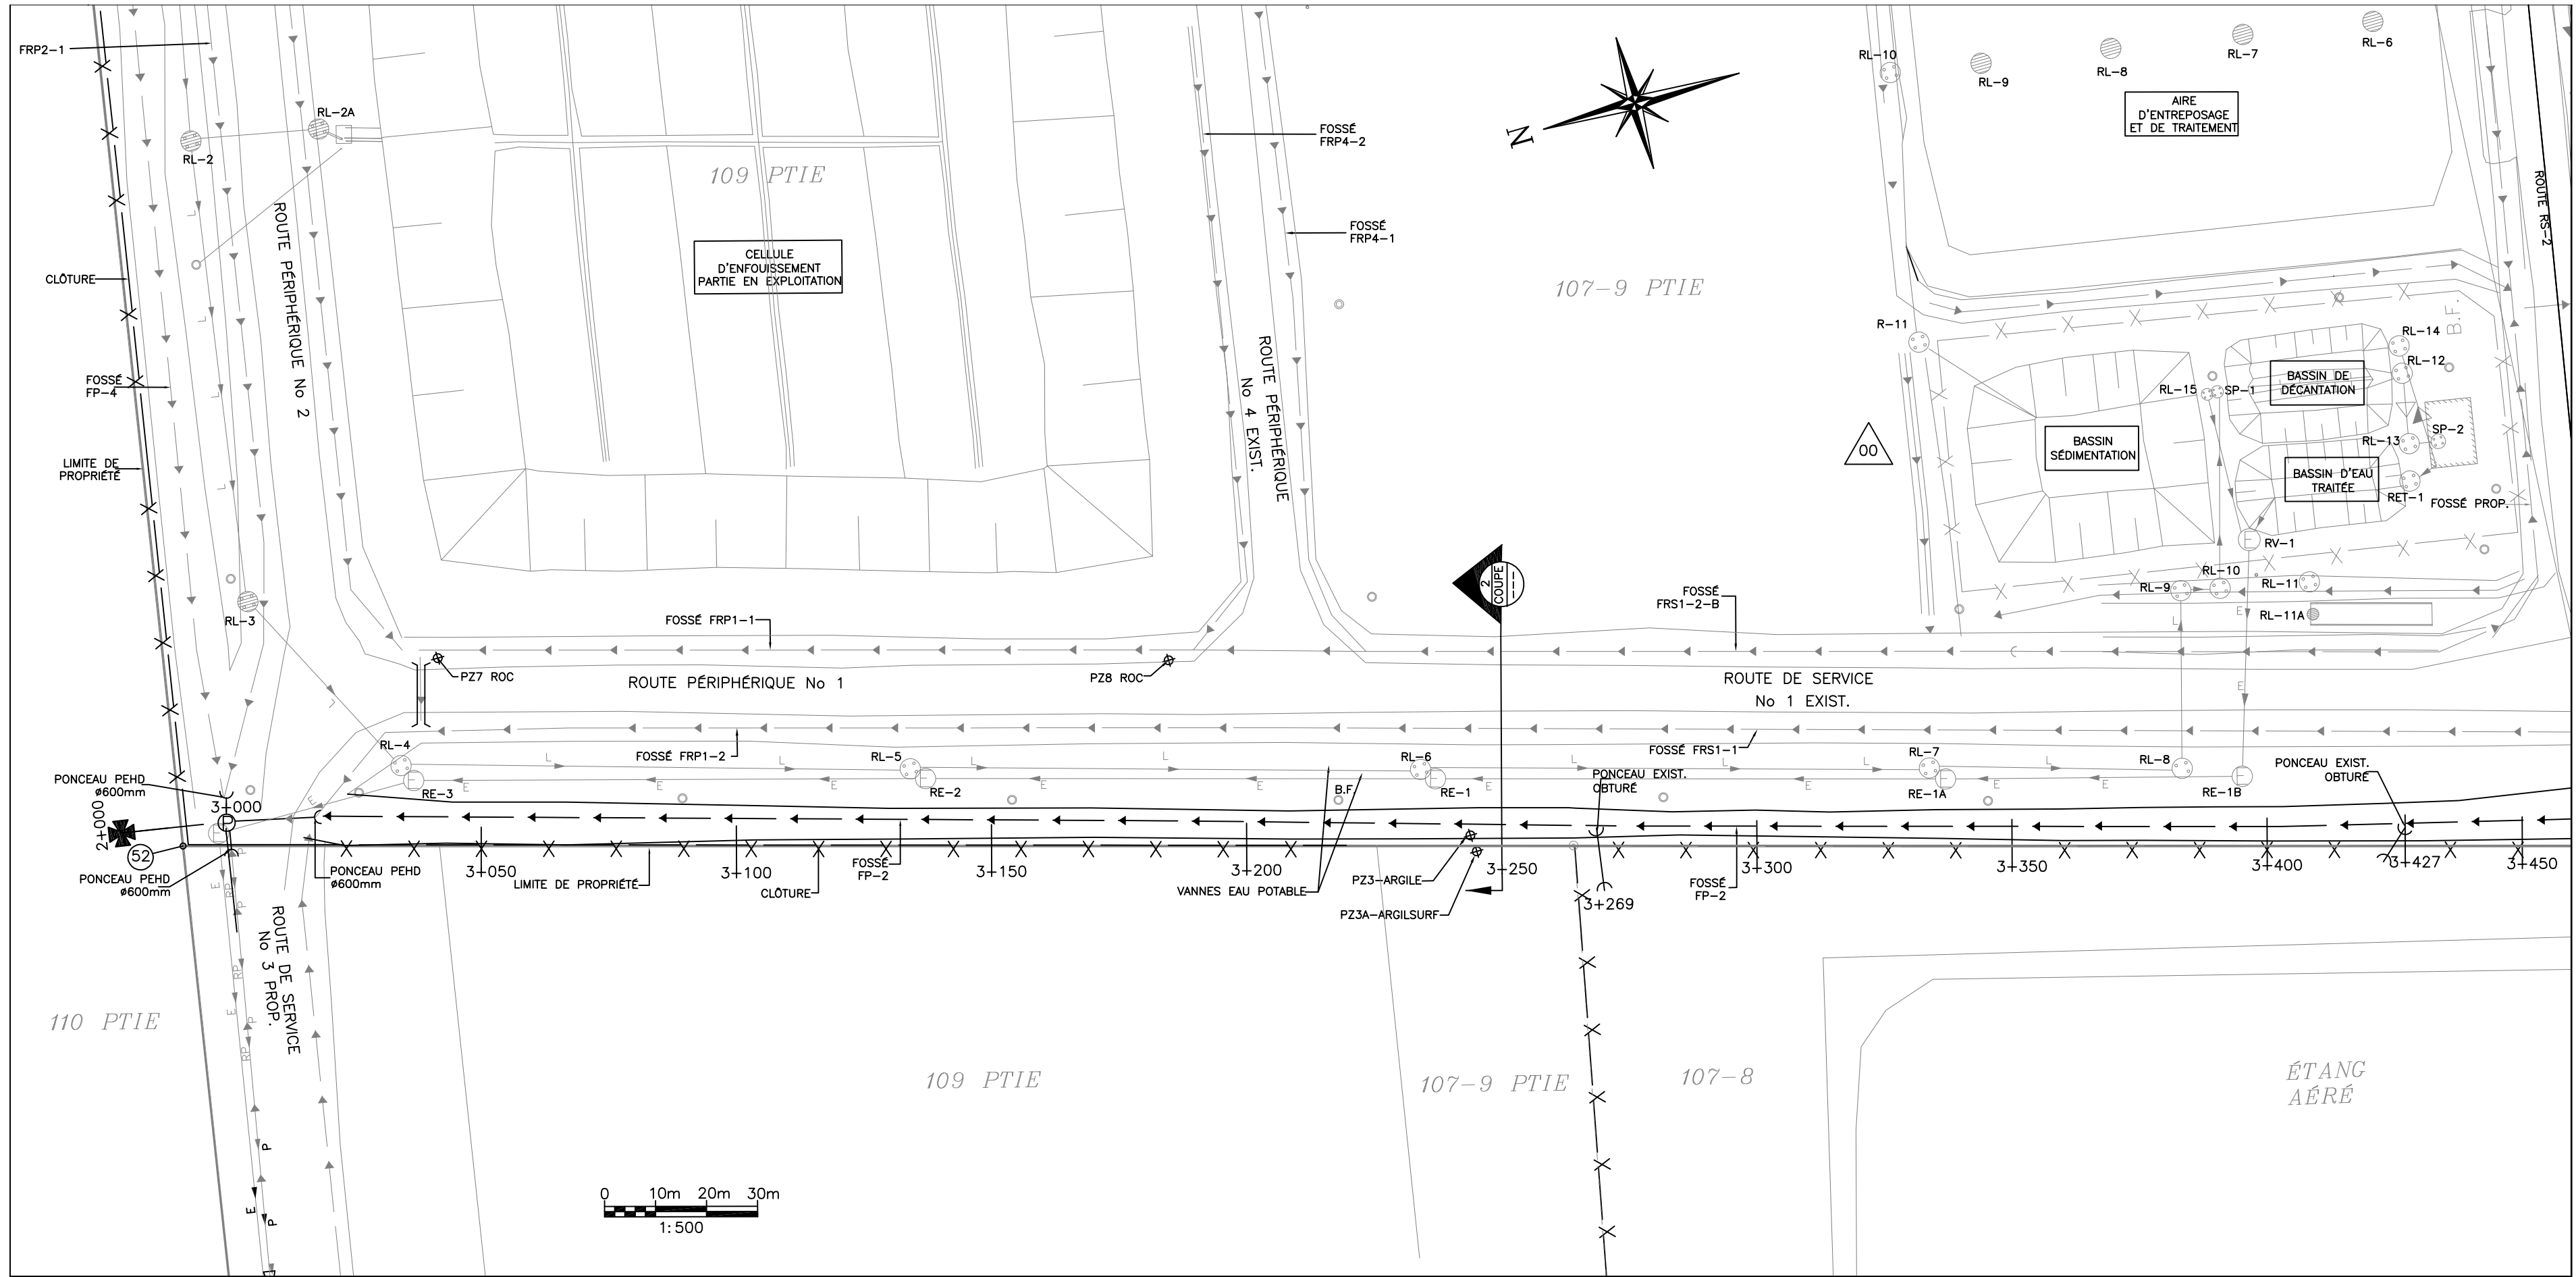 FRP2-1
RL-2A
RL-2
109 PTIE
FOSSÉ
FRP4-2
N
RL-10
RL-9
RL-8
RL-7
RL-6
AIRE
D'ENTREPOSAGE
ET DE TRAITEMENT
ROUTE RS-2
FOSSÉ
FRP4-1
CLÔTURE
ROUTE PÉRIPHÉRIQUE No 2
CELLULE
D'ENFOUISSEMENT
PARTIE EN EXPLOITATION
107-9 PTIE
FOSSÉ
FP-4
ROUTE PÉRIPHÉRIQUE
No 4 EXIST.
R-11
B.F.
RL-14
RL-12
BASSIN DE
DÉCANTATION
RL-15
SP-1
00
BASSIN
SÉDIMENTATION
RL-13
SP-2
BASSIN D'EAU
TRAITÉE
RET-1
FOSSÉ PROP.
LIMITE DE
PROPRIÉTÉ
RV-1
2
COUPE
RL-9
RL-10
RL-11
RL-11A
FOSSÉ
FRS1-2-B
RL-3
FOSSÉ FRP1-1
PZ7 ROC
ROUTE PÉRIPHÉRIQUE No 1
PZ8 ROC
ROUTE DE SERVICE
No 1 EXIST.
RL-4
FOSSÉ FRP1-2
RL-5
RL-6
FOSSÉ FRS1-1
RL-7
RL-8
PONCEAU PEHD
ø600mm
RE-3
RE-2
B.F.
RE-1
PONCEAU EXIST.
OBTURÉ
RE-1A
RE-1B
PONCEAU EXIST.
OBTURÉ
2+000
3+000
P
52
PONCEAU PEHD
ø600mm
PONCEAU PEHD
ø600mm
3+050
LIMITE DE PROPRIÉTÉ
3+100
CLÔTURE
FOSSÉ
FP-2
3+150
3+200
VANNES EAU POTABLE
PZ3-ARGILE
PZ3A-ARGILSURF
3+250
3+269
FOSSÉ
FP-2
3+300
3+350
3+400
3+427
3+450
ROUTE DE SERVICE
No 3 PROP.
110 PTIE
109 PTIE
107-9 PTIE
107-8
ÉTANG
AÉRÉ
0 10m 20m 30m
1:500